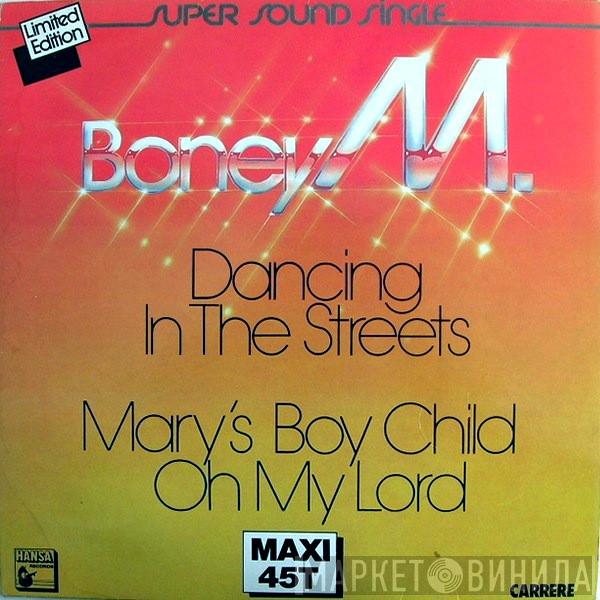 SUPER SOUND SINGLE
Limited
Edition
Boney M.
Dancing
In The Streets
Mary's Boy Child
Oh My Lord
HANSA
RECORDS
MAXI
45T
МАРКЕТ ВИНИЛА
CARRERE